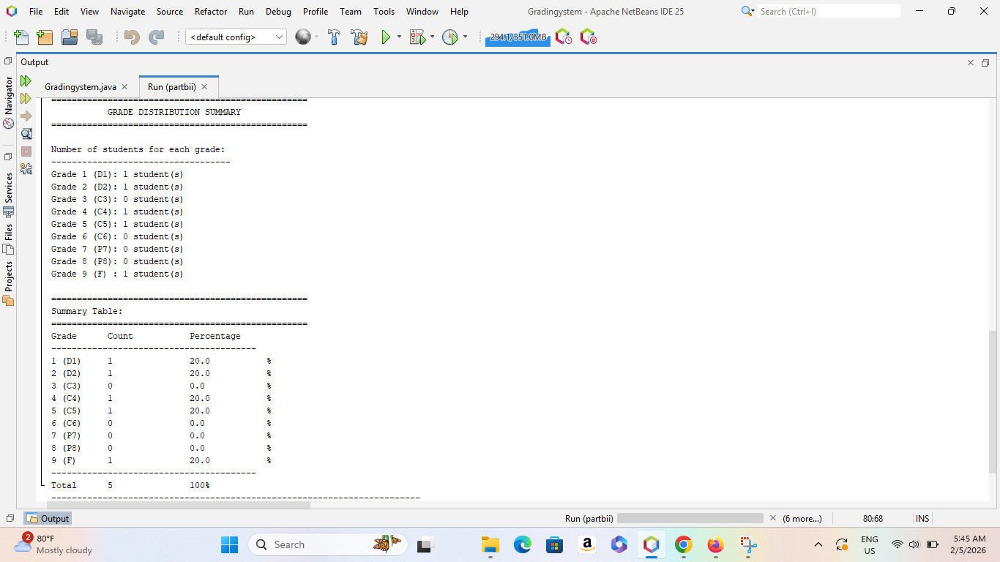 File Edit View Navigate Source Refactor Run Debug Profile Team Tools Window Help
Gradingystem - Apache NetBeans IDE 25
Search (Ctrl+I)
<default config>
294.1/551.0MB
Output
Navigator
Services
Files
Projects
Gradingystem.java
Run (partbii)
==================================================
GRADE DISTRIBUTION SUMMARY
==================================================
Number of students for each grade:
-----------------------------------
Grade 1 (D1): 1 student(s)
Grade 2 (D2): 1 student(s)
Grade 3 (C3): 0 student(s)
Grade 4 (C4): 1 student(s)
Grade 5 (C5): 1 student(s)
Grade 6 (C6): 0 student(s)
Grade 7 (P7): 0 student(s)
Grade 8 (P8): 0 student(s)
Grade 9 (F) : 1 student(s)
==================================================
Summary Table:
==================================================
Grade Count Percentage
----------------------------------------
1 (D1) 1 20.0 %
2 (D2) 1 20.0 %
3 (C3) 0 0.0 %
4 (C4) 1 20.0 %
5 (C5) 1 20.0 %
6 (C6) 0 0.0 %
7 (P7) 0 0.0 %
8 (P8) 0 0.0 %
9 (F) 1 20.0 %
----------------------------------------
Total 5 100%
------------------------------------------------------------------------
Output
Run (partbii)
(6 more...)
80:68
INS
2
80°F
Mostly cloudy
Search
a
ENG
US
5:45 AM
2/5/2026